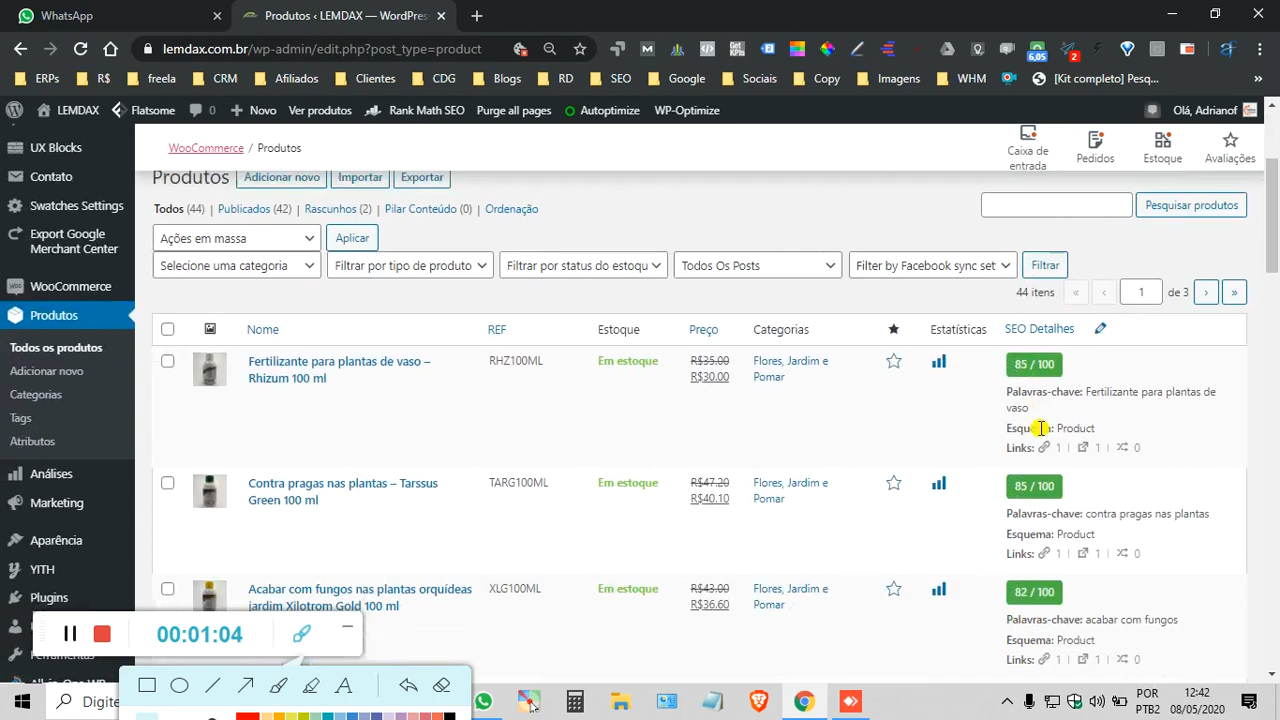 WhatsApp
Produtos ‹ LEMDAX — WordPres
lemdax.com.br/wp-admin/edit.php?post_type=product
6,05
2
ERPs R$ freela CRM Afiliados Clientes CDG Blogs RD SEO Google Sociais Copy Imagens WHM [Kit completo] Pesq... »
LEMDAX Flatsome 0 Novo Ver produtos Rank Math SEO Purge all pages Autoptimize WP-Optimize Olá, Adrianof
UX Blocks
Contato
Swatches Settings
Export Google
Merchant Center
WooCommerce
Produtos
Todos os produtos
Adicionar novo
Categorias
Tags
Atributos
Análises
Marketing
Aparência
YITH
Plugins
WooCommerce / Produtos
Caixa de
entrada
Pedidos
Estoque
Avaliações
Produtos Adicionar novo Importar Exportar
Todos (44) | Publicados (42) | Rascunhos (2) | Pilar Conteúdo (0) | Ordenação
Pesquisar produtos
Ações em massa Aplicar
Selecione uma categoria Filtrar por tipo de produto Filtrar por status do estoqu Todos Os Posts Filter by Facebook sync set Filtrar
44 itens « ‹ 1 de 3 › »
Nome REF Estoque Preço Categorias Estatísticas SEO Detalhes
Fertilizante para plantas de vaso –
Rhizum 100 ml
RHZ100ML
Em estoque
R$35.00
R$30.00
Flores, Jardim e
Pomar
85 / 100
Palavras-chave: Fertilizante para plantas de
vaso
Esquema: Product
Links: 1 | 1 | 0
Contra pragas nas plantas – Tarssus
Green 100 ml
TARG100ML
Em estoque
R$47.20
R$40.10
Flores, Jardim e
Pomar
85 / 100
Palavras-chave: contra pragas nas plantas
Esquema: Product
Links: 1 | 1 | 0
Acabar com fungos nas plantas orquídeas
jardim Xilotrom Gold 100 ml
XLG100ML
Em estoque
R$43.00
R$36.60
Flores, Jardim e
Pomar
82 / 100
Palavras-chave: acabar com fungos
Esquema: Product
Links: 1 | 1 | 0
00:01:04
Digite
POR
PTB2
12:42
08/05/2020